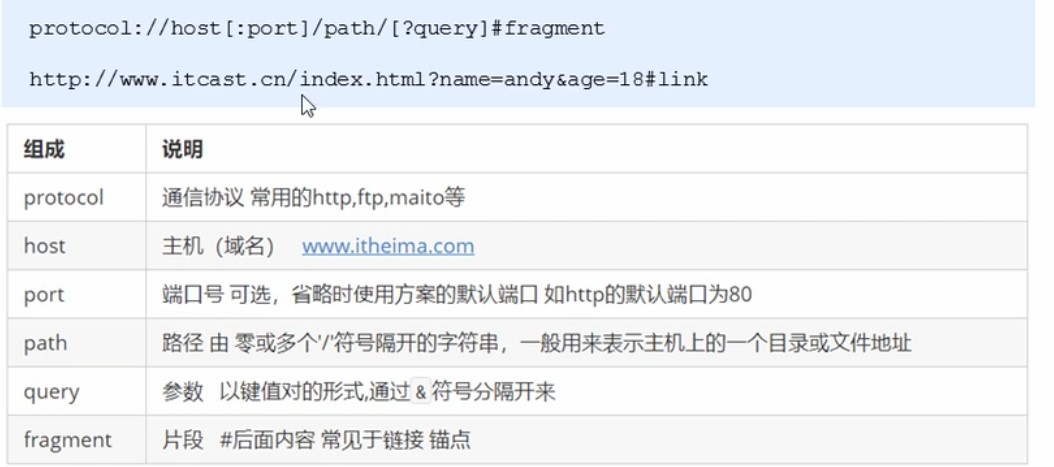 protocol://host[:port]/path/[?query]#fragment
http://www.itcast.cn/index.html?name=andy&age=18#link
组成 说明
protocol 通信协议 常用的http,ftp,maito等
host 主机（域名） www.itheima.com
port 端口号 可选，省略时使用方案的默认端口 如http的默认端口为80
path 路径 由 零或多个'/'符号隔开的字符串，一般用来表示主机上的一个目录或文件地址
query 参数 以键值对的形式,通过&符号分隔开来
fragment 片段 #后面内容 常见于链接 锚点